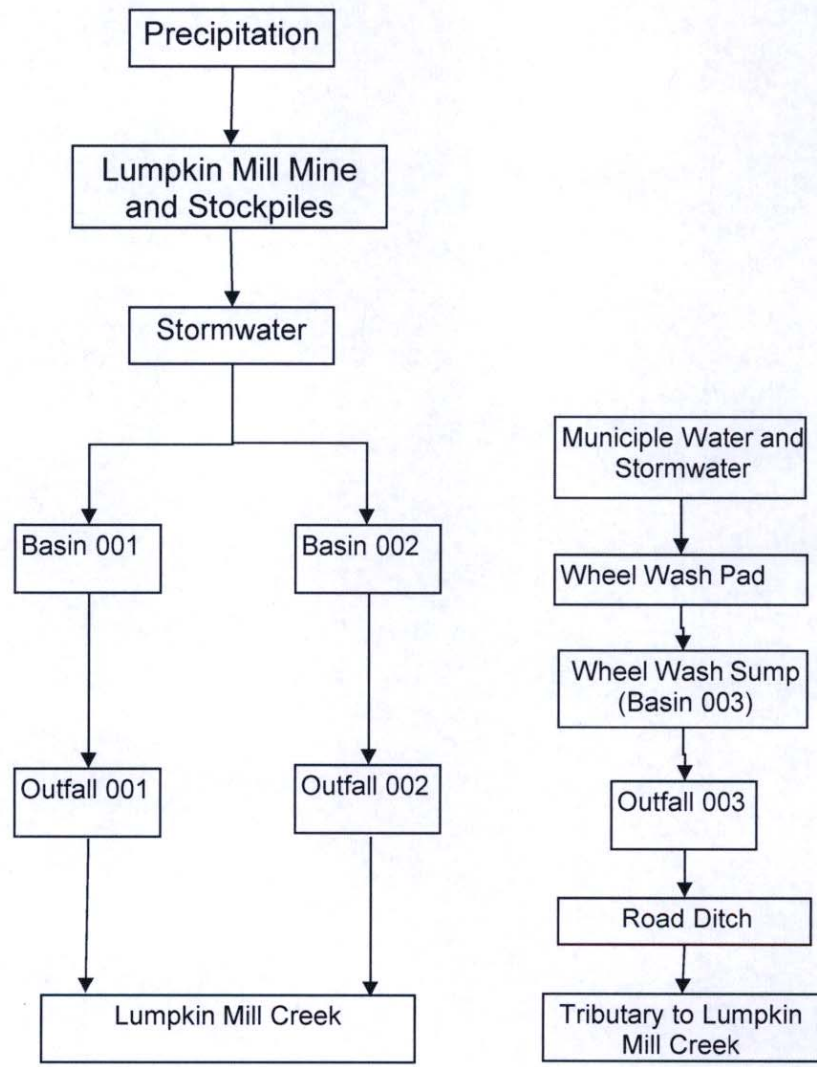 Precipitation
Lumpkin Mill Mine
and Stockpiles
Stormwater
Basin 001
Basin 002
Outfall 001
Outfall 002
Lumpkin Mill Creek
Municiple Water and
Stormwater
Wheel Wash Pad
Wheel Wash Sump
(Basin 003)
Outfall 003
Road Ditch
Tributary to Lumpkin
Mill Creek